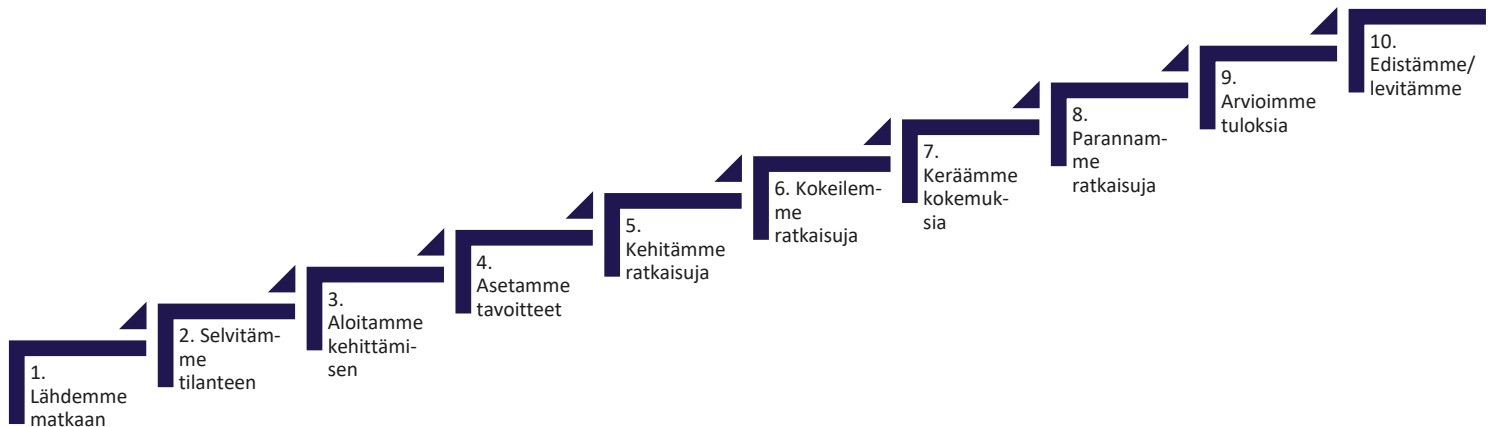 1.
Lähdemme
matkaan
2. Selvitäm-
me
tilanteen
3.
Aloitamme
kehittämi-
sen
4.
Asetamme
tavoitteet
5.
Kehitämme
ratkaisuja
6. Kokeilem-
me
ratkaisuja
7.
Keräämme
kokemuk-
sia
8.
Parannam-
me
ratkaisuja
9.
Arvioimme
tuloksia
10.
Edistämme/
levitämme